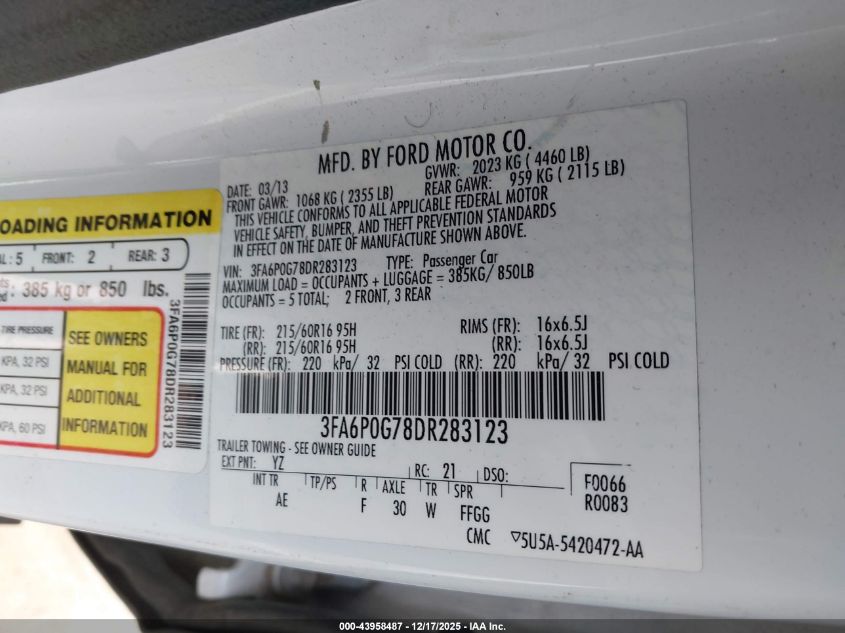 MFD. BY FORD MOTOR CO.
DATE: 03/13 GVWR: 2023 KG ( 4460 LB)
FRONT GAWR: 1068 KG ( 2355 LB) REAR GAWR: 959 KG ( 2115 LB)
THIS VEHICLE CONFORMS TO ALL APPLICABLE FEDERAL MOTOR
VEHICLE SAFETY, BUMPER, AND THEFT PREVENTION STANDARDS
IN EFFECT ON THE DATE OF MANUFACTURE SHOWN ABOVE.
VIN: 3FA6P0G78DR283123 TYPE: Passenger Car
MAXIMUM LOAD = OCCUPANTS + LUGGAGE = 385KG/ 850LB
OCCUPANTS = 5 TOTAL; 2 FRONT, 3 REAR
TIRE (FR): 215/60R16 95H RIMS (FR): 16x6.5J
(RR): 215/60R16 95H (RR): 16x6.5J
PRESSURE (FR): 220 kPa/ 32 PSI COLD (RR): 220 kPa/ 32 PSI COLD
3FA6P0G78DR283123
TRAILER TOWING - SEE OWNER GUIDE
EXT PNT: YZ RC: 21 DSO:
INT TR TP/PS R AXLE TR SPR
AE F 30 W FFGG
F0066
R0083
CMC 5U5A-5420472-AA
LOADING INFORMATION
AL: 5 FRONT: 2 REAR: 3
385 kg or 850 lbs.
TIRE PRESSURE
KPA, 32 PSI
KPA, 32 PSI
KPA, 60 PSI
SEE OWNERS
MANUAL FOR
ADDITIONAL
INFORMATION
3FA6P0G78DR283123
000-43958487 - 12/17/2025 - IAA Inc.